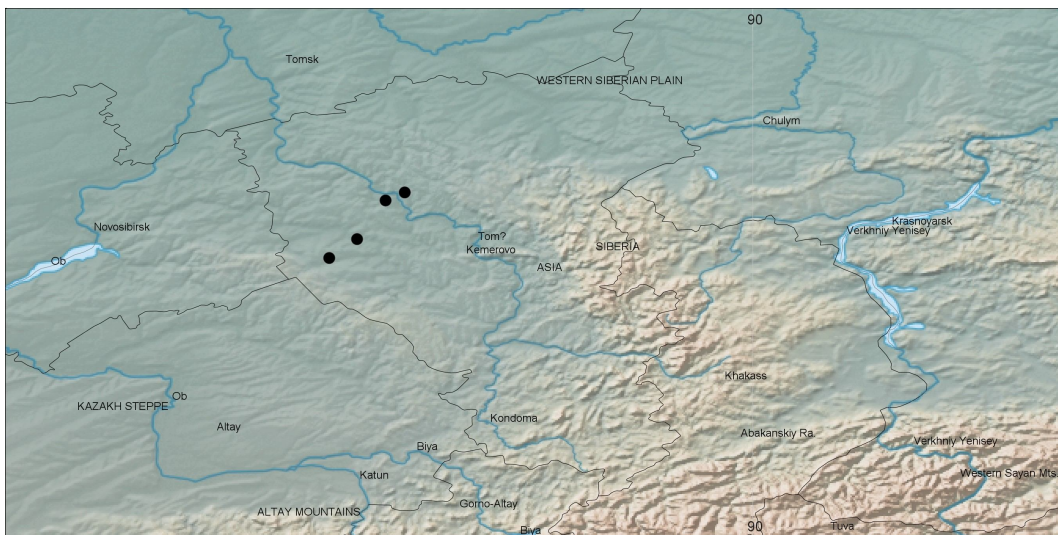 90
Tomsk
WESTERN SIBERIAN PLAIN
Chulym
Novosibirsk
Krasnoyarsk
Verkhniy Yenisey
Tom?
Kemerovo
SIBERIA
Ob
ASIA
Khakass
Ob
KAZAKH STEPPE
Altay
Kondoma
Abakanskiy Ra.
Verkhniy Yenisey
Biya
Katun
Western Sayan Mts.
Gorno-Altay
ALTAY MOUNTAINS
90
Tuva
Biya